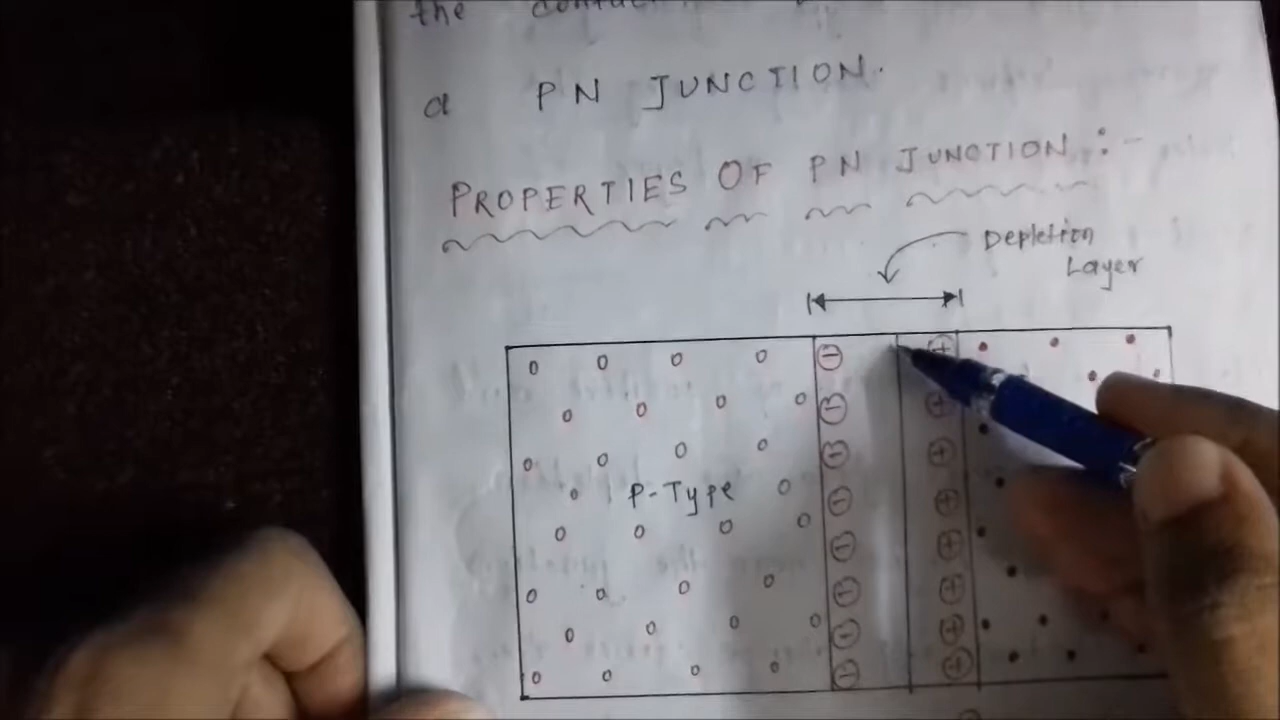 the
a PN JUNCTION.
PROPERTIES OF PN JUNCTION :-
Depletion
Layer
P-Type